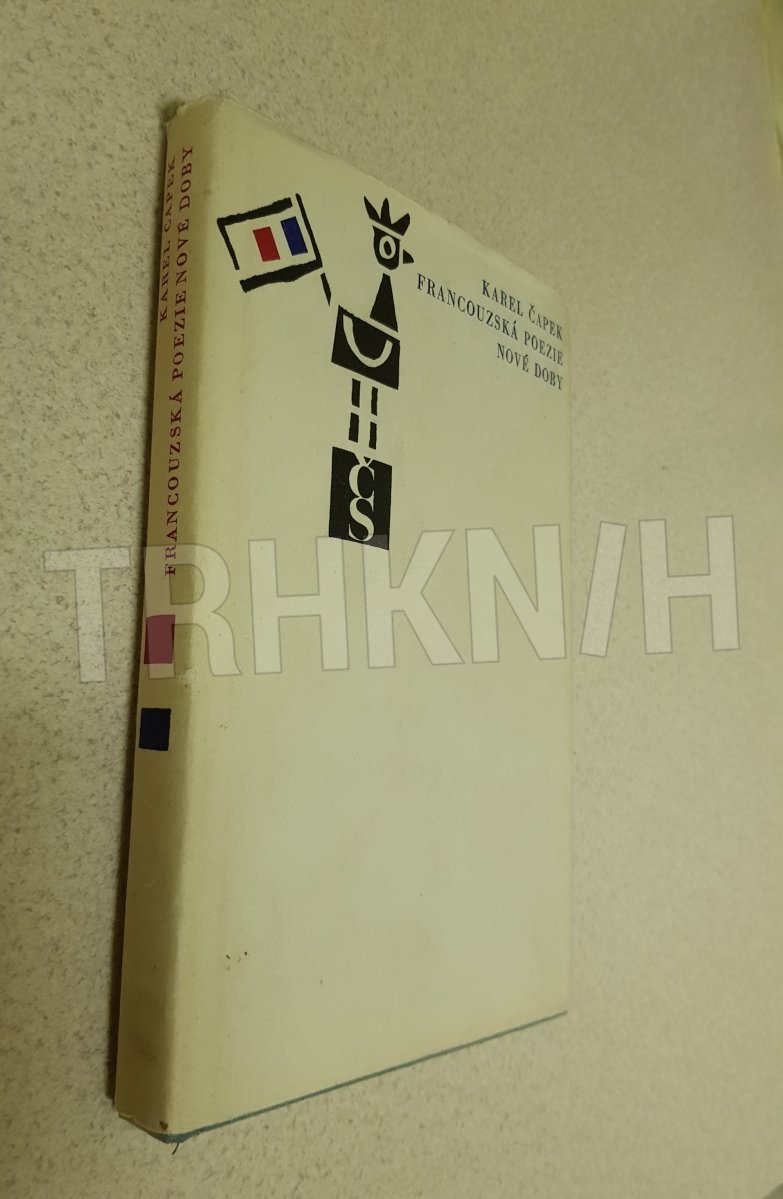 KAREL ČAPEK
FRANCOUZSKÁ POEZIE NOVÉ DOBY
KAREL ČAPEK
FRANCOUZSKÁ POEZIE
NOVÉ DOBY
ČS
TRHKNIH